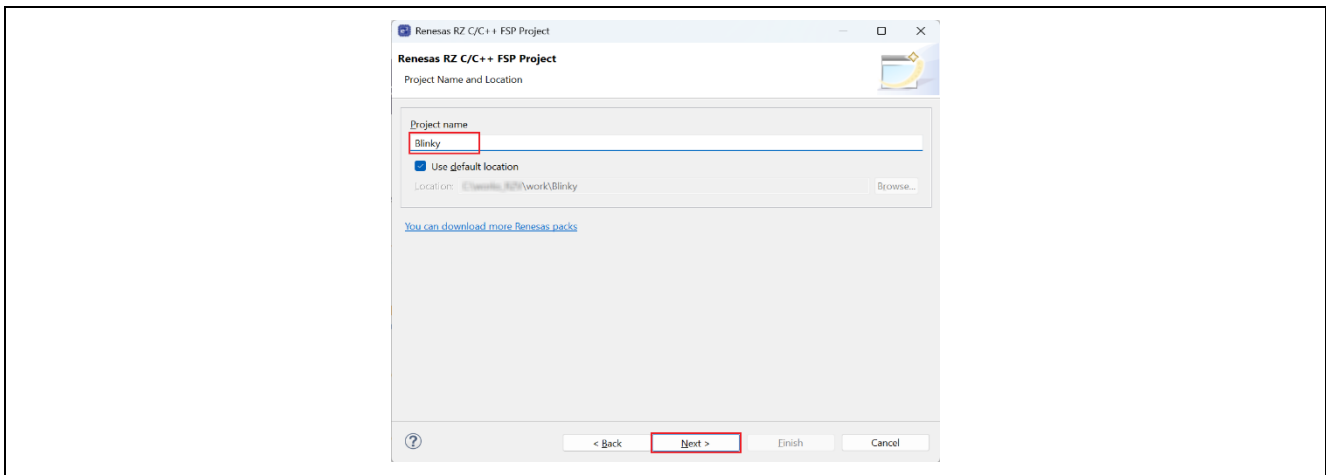 Renesas RZ C/C++ FSP Project
Renesas RZ C/C++ FSP Project
Project Name and Location
Project name
Blinky
Use default location
Location: \work\Blinky
Browse...
You can download more Renesas packs
?
< Back
Next >
Finish
Cancel